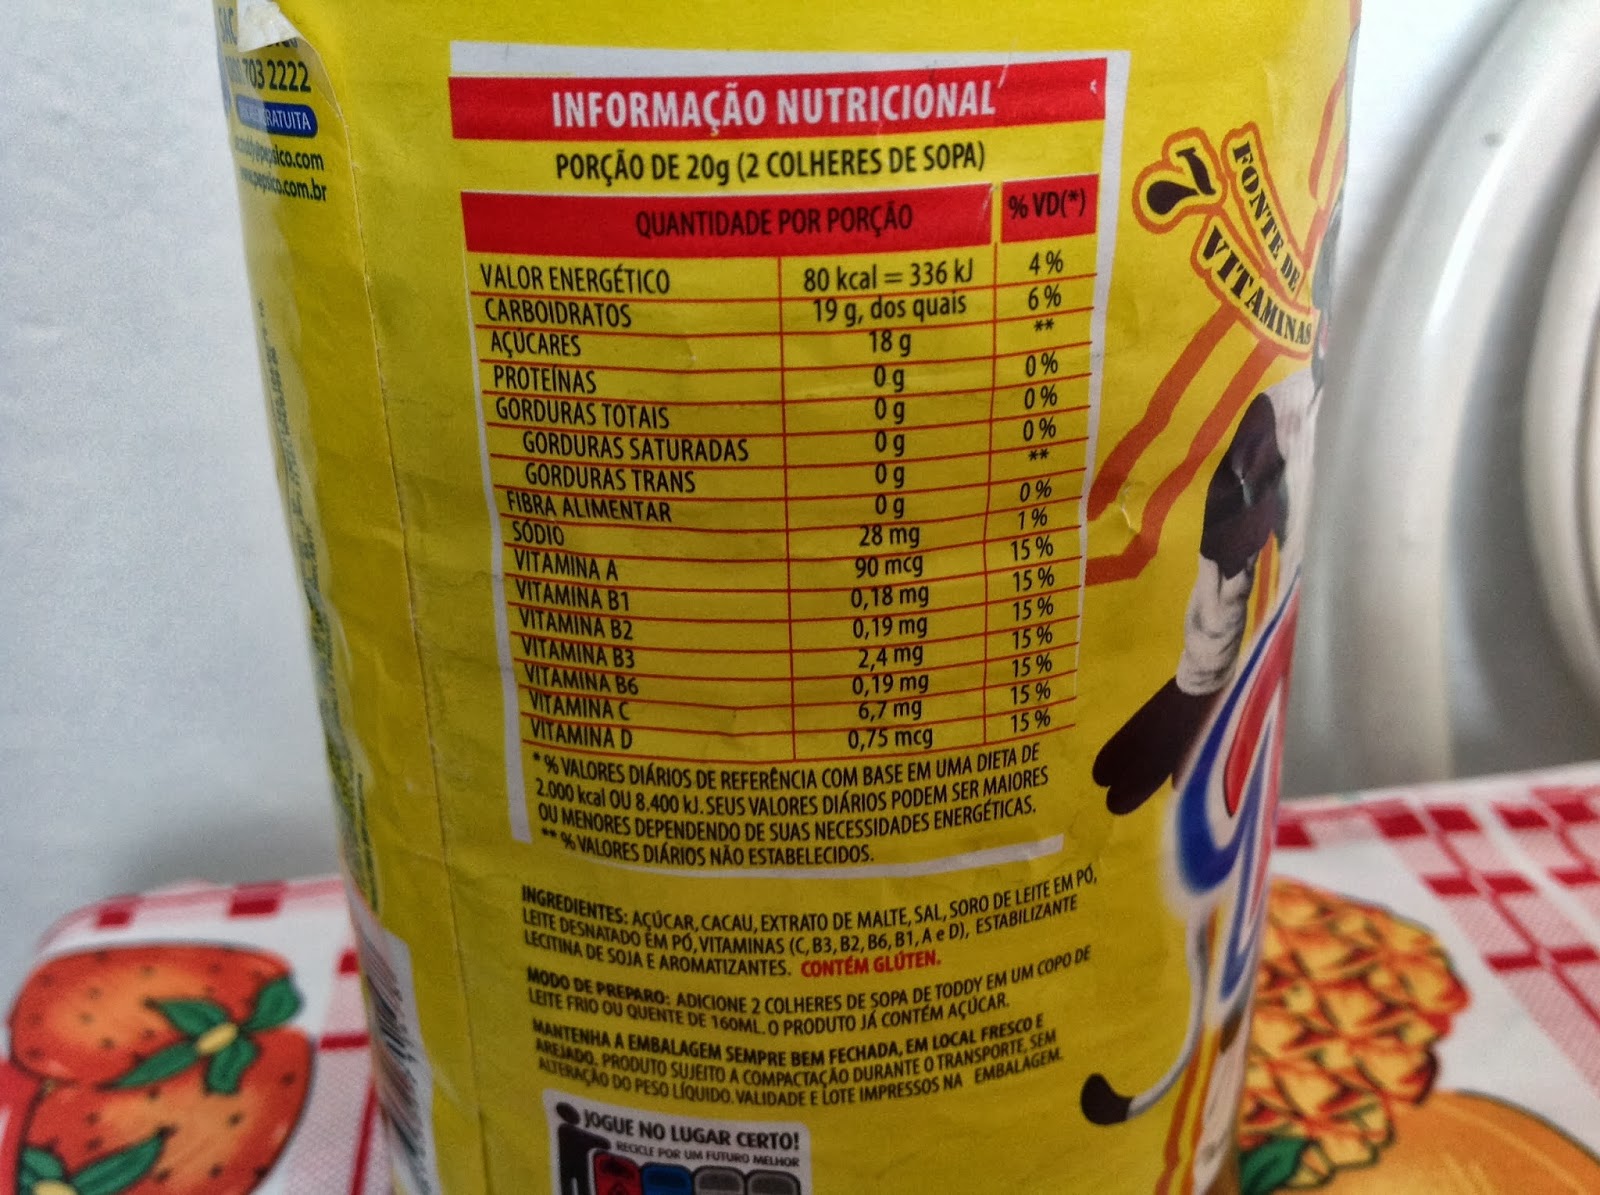 703 2222
GRATUITA
pepsico.com
pepsico.com.br
INFORMAÇÃO NUTRICIONAL
PORÇÃO DE 20g (2 COLHERES DE SOPA)
QUANTIDADE POR PORÇÃO % VD(*)
VALOR ENERGÉTICO 80 kcal = 336 kJ 4 %
CARBOIDRATOS 19 g, dos quais 6 %
AÇÚCARES 18 g **
PROTEÍNAS 0 g 0 %
GORDURAS TOTAIS 0 g 0 %
GORDURAS SATURADAS 0 g 0 %
GORDURAS TRANS 0 g **
FIBRA ALIMENTAR 0 g 0 %
SÓDIO 28 mg 1 %
VITAMINA A 90 mcg 15 %
VITAMINA B1 0,18 mg 15 %
VITAMINA B2 0,19 mg 15 %
VITAMINA B3 2,4 mg 15 %
VITAMINA B6 0,19 mg 15 %
VITAMINA C 6,7 mg 15 %
VITAMINA D 0,75 mcg 15 %
* % VALORES DIÁRIOS DE REFERÊNCIA COM BASE EM UMA DIETA DE
2.000 kcal OU 8.400 kJ. SEUS VALORES DIÁRIOS PODEM SER MAIORES
OU MENORES DEPENDENDO DE SUAS NECESSIDADES ENERGÉTICAS.
** % VALORES DIÁRIOS NÃO ESTABELECIDOS.
INGREDIENTES: AÇÚCAR, CACAU, EXTRATO DE MALTE, SAL, SORO DE LEITE EM PÓ,
LEITE DESNATADO EM PÓ, VITAMINAS (C, B3, B2, B6, B1, A e D), ESTABILIZANTE
LECITINA DE SOJA E AROMATIZANTES. CONTÉM GLÚTEN.
MODO DE PREPARO: ADICIONE 2 COLHERES DE SOPA DE TODDY EM UM COPO DE
LEITE FRIO OU QUENTE DE 160ML. O PRODUTO JÁ CONTÉM AÇÚCAR.
MANTENHA A EMBALAGEM SEMPRE BEM FECHADA, EM LOCAL FRESCO E
AREJADO. PRODUTO SUJEITO A COMPACTAÇÃO DURANTE O TRANSPORTE, SEM
ALTERAÇÃO DO PESO LÍQUIDO. VALIDADE E LOTE IMPRESSOS NA EMBALAGEM.
JOGUE NO LUGAR CERTO!
RECICLE POR UM FUTURO MELHOR
FONTE DE
7
VITAMINAS